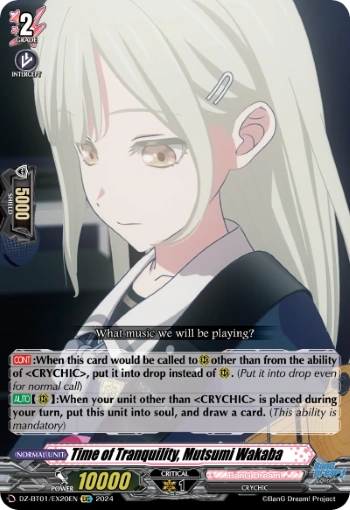 2
GRADE
INTERCEPT
5000
SHIELD
What music we will be playing?
CONT :When this card would be called to other than from the ability
of <CRYCHIC>, put it into drop instead of . (Put it into drop even
for normal call)
AUTO [ ]:When your unit other than <CRYCHIC> is placed during
your turn, put this unit into soul, and draw a card. (This ability is
mandatory)
NORMAL UNIT
Time of Tranquility, Mutsumi Wakaba
BanG Dream!
POWER 10000
CRITICAL
1
CRYCHIC
DZ-BT01/EX20EN 2024
©BanG Dream! Project